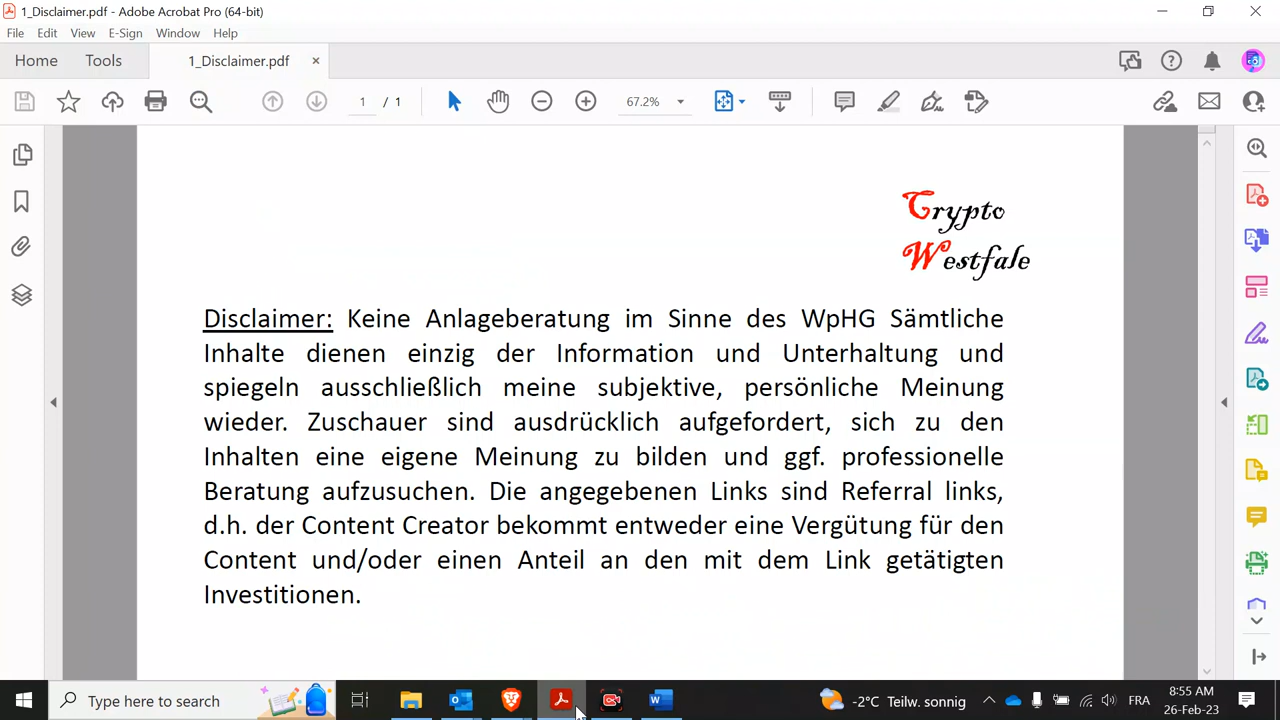 1_Disclaimer.pdf - Adobe Acrobat Pro (64-bit)
File Edit View E-Sign Window Help
Home Tools 1_Disclaimer.pdf
1 / 1 67.2%
Crypto
Westfale
Disclaimer: Keine Anlageberatung im Sinne des WpHG Sämtliche
Inhalte dienen einzig der Information und Unterhaltung und
spiegeln ausschließlich meine subjektive, persönliche Meinung
wieder. Zuschauer sind ausdrücklich aufgefordert, sich zu den
Inhalten eine eigene Meinung zu bilden und ggf. professionelle
Beratung aufzusuchen. Die angegebenen Links sind Referral links,
d.h. der Content Creator bekommt entweder eine Vergütung für den
Content und/oder einen Anteil an den mit dem Link getätigten
Investitionen.
Type here to search
-2°C Teilw. sonnig
FRA
8:55 AM
26-Feb-23